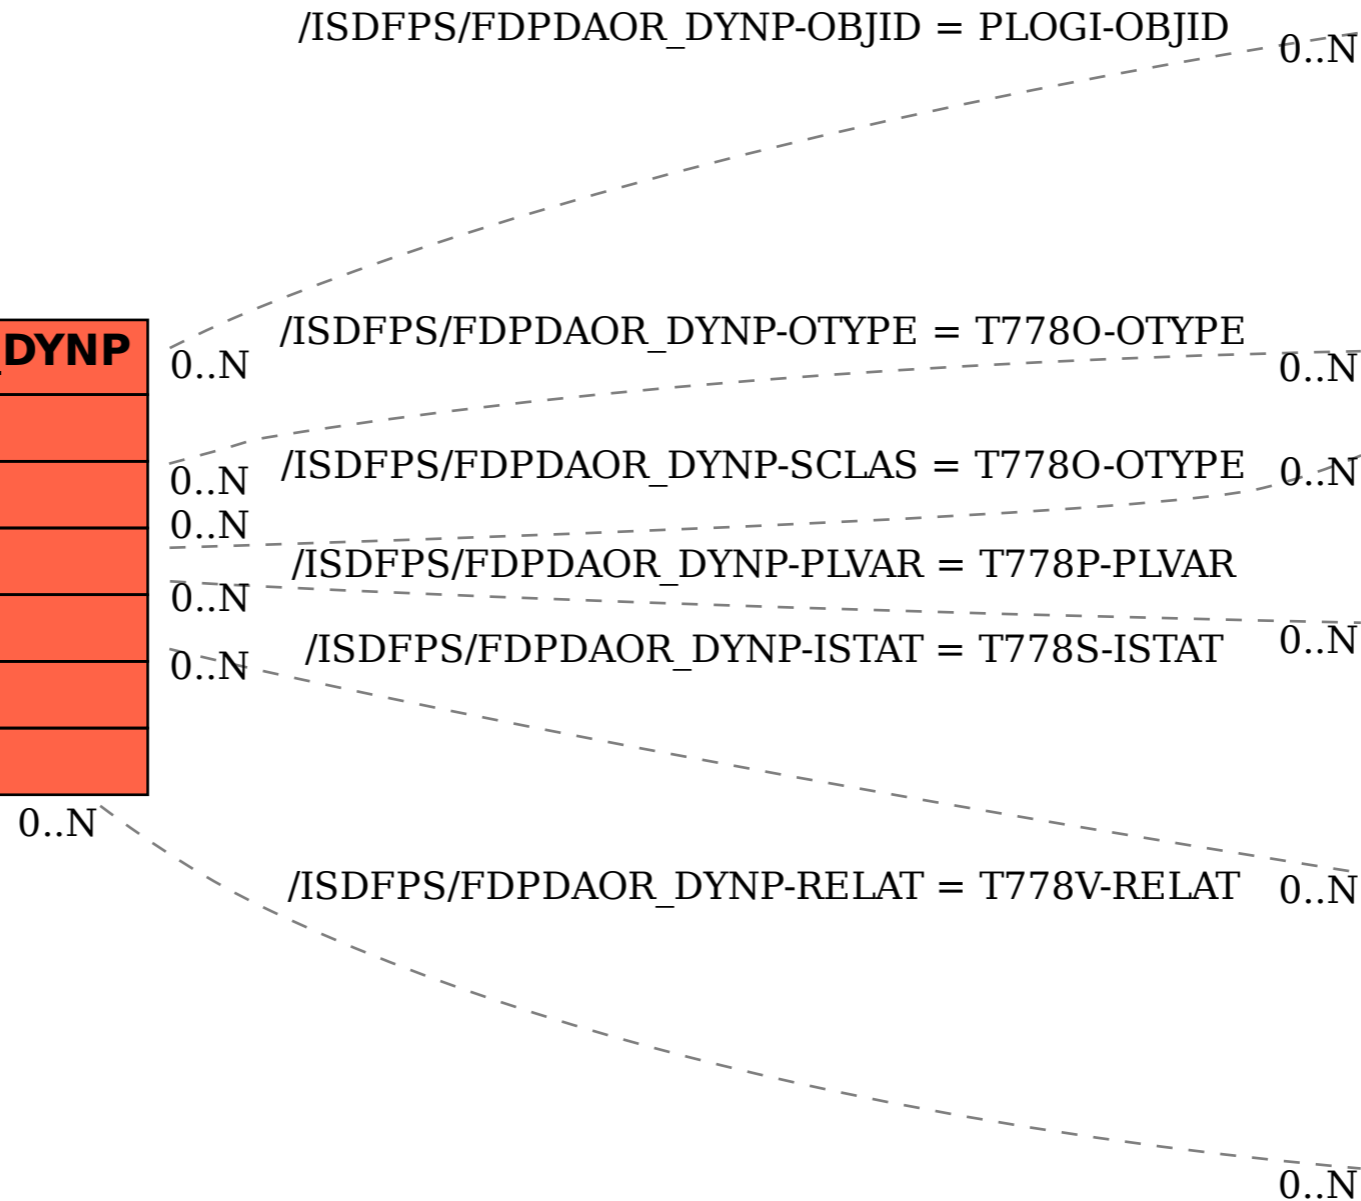 /ISDFPS/FDPDAOR_DYNP-OBJID = PLOGI-OBJID
0..N
/ISDFPS/FDPDAOR_DYNP-OTYPE = T778O-OTYPE
_DYNP
0..N
0..N
/ISDFPS/FDPDAOR_DYNP-SCLAS = T778O-OTYPE
0..N
0..N
0..N
/ISDFPS/FDPDAOR_DYNP-PLVAR = T778P-PLVAR
0..N
0..N
/ISDFPS/FDPDAOR_DYNP-ISTAT = T778S-ISTAT
0..N
0..N
/ISDFPS/FDPDAOR_DYNP-RELAT = T778V-RELAT
0..N
0..N